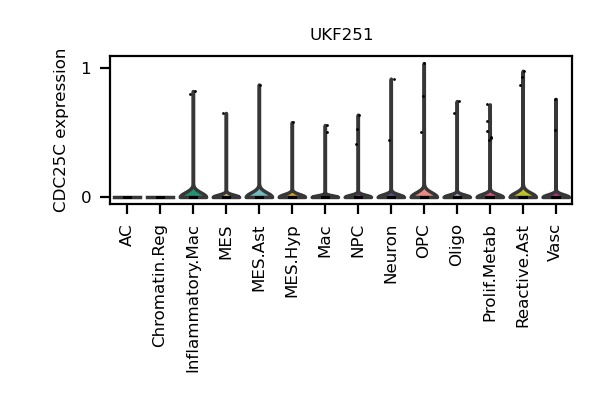 UKF251
CDC25C expression
1
0
AC
Chromatin.Reg
Inflammatory.Mac
MES
MES.Ast
MES.Hyp
Mac
NPC
Neuron
OPC
Oligo
Prolif.Metab
Reactive.Ast
Vasc